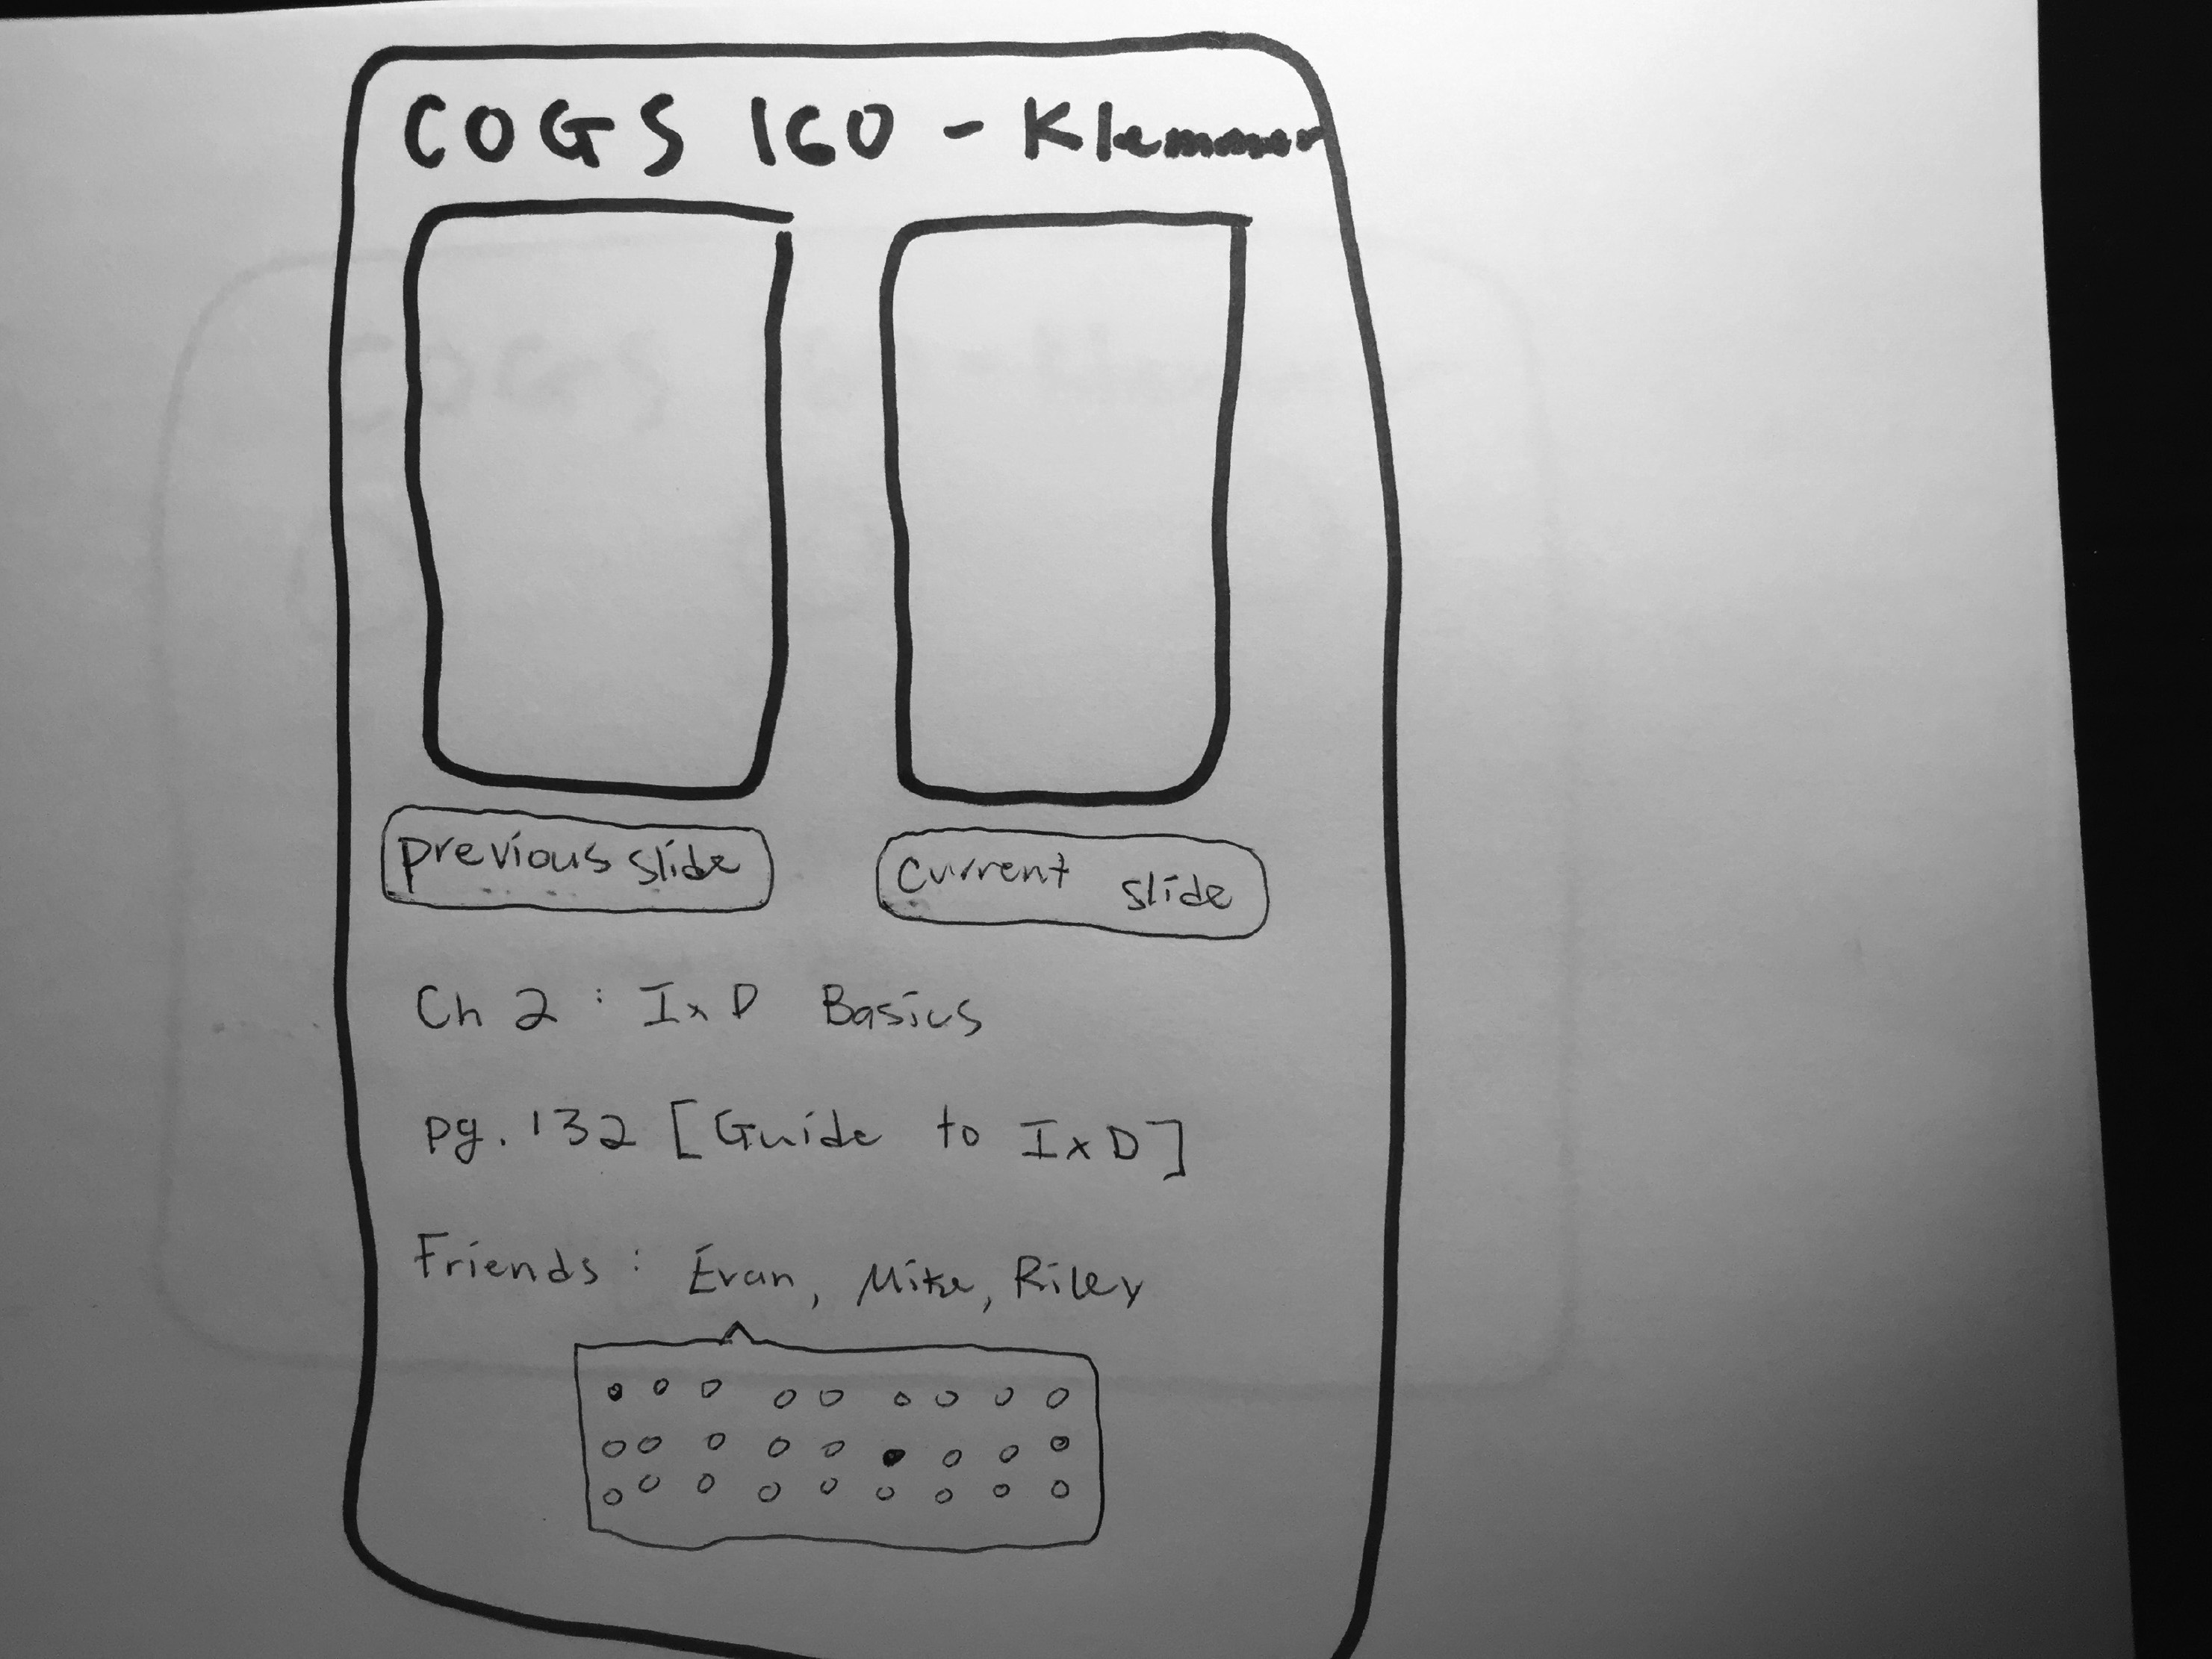 COGS 160 - Klemmer
previous slide
current slide
Ch 2 : IxD Basics
pg. 132 [Guide to IxD]
Friends : Evan, Mike, Riley